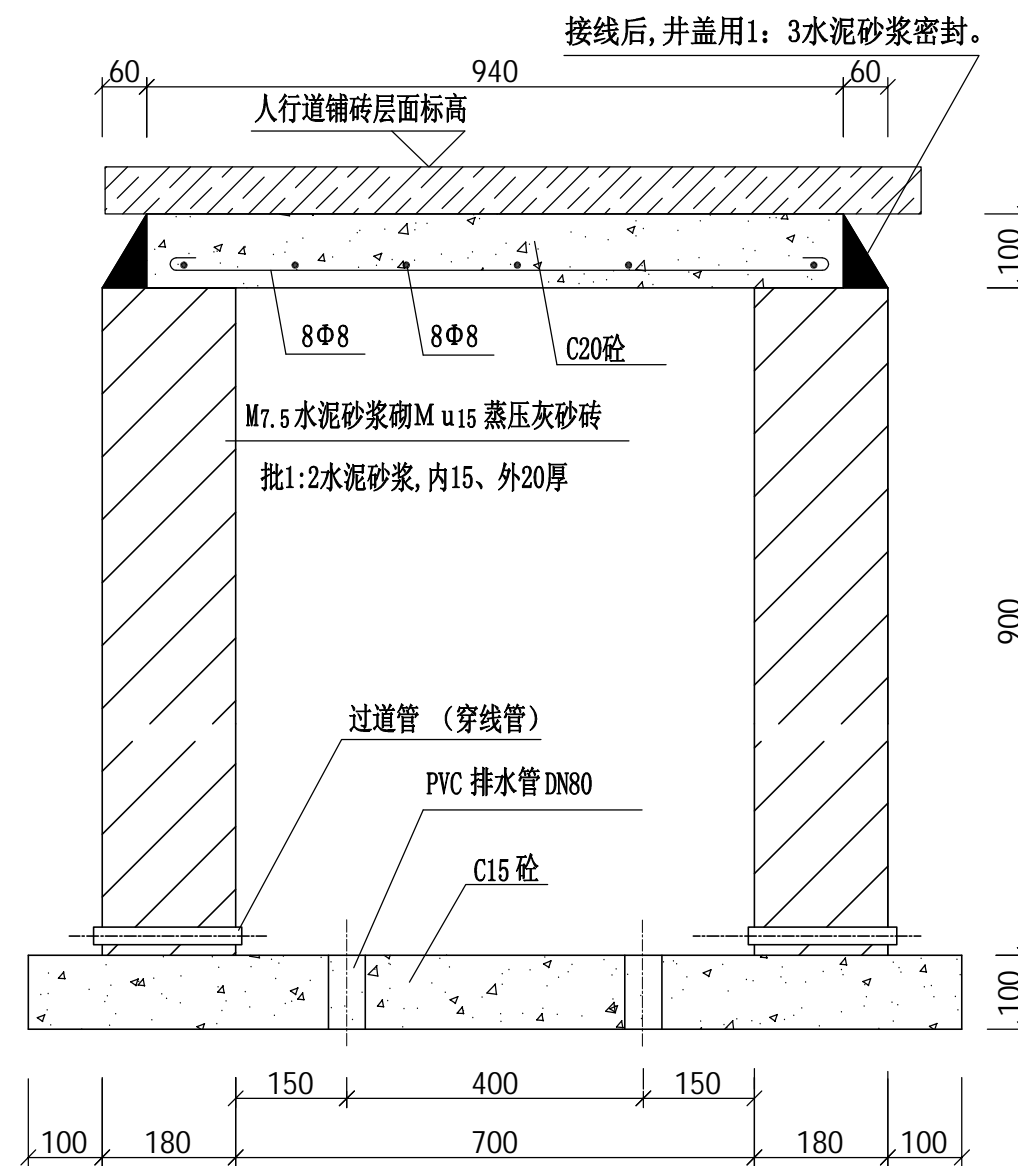 接线后,井盖用1：3水泥砂浆密封。
60
940
60
人行道铺砖层面标高
100
8Φ8
8Φ8
C20砼
M7.5水泥砂浆砌Mu15蒸压灰砂砖
批1:2水泥砂浆,内15、外20厚
900
过道管 （穿线管）
PVC 排水管DN80
C15 砼
100
150
400
150
100
180
700
180
100